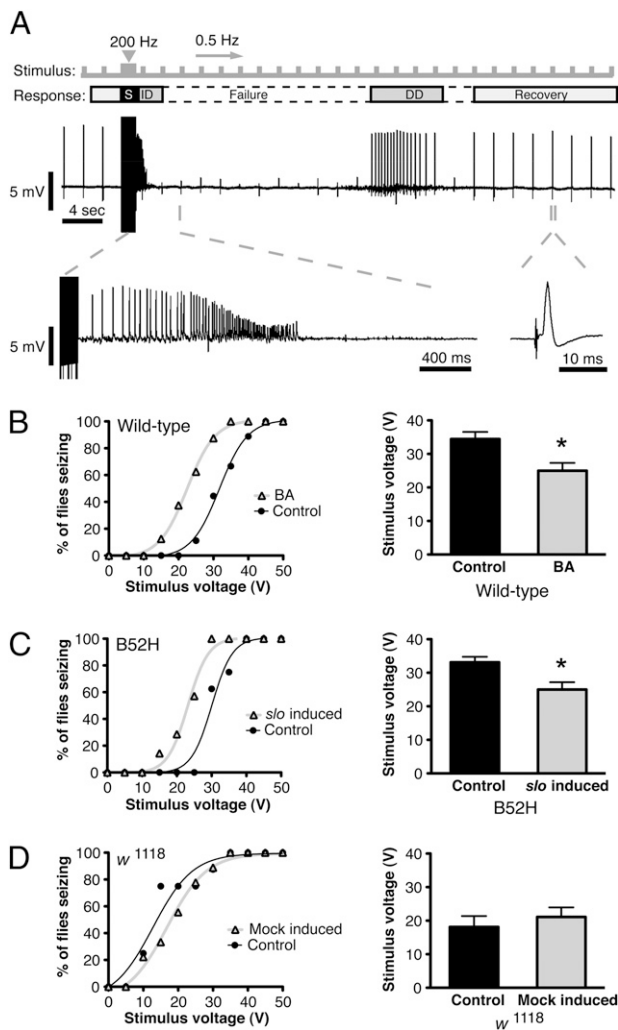 A
200 Hz
0.5 Hz
Stimulus:
Response:
S
ID
Failure
DD
Recovery
5 mV
4 sec
5 mV
400 ms
10 ms
B
Wild-type
% of flies seizing
100
80
60
40
20
0
BA
Control
0 10 20 30 40 50
Stimulus voltage (V)
Stimulus voltage (V)
40
30
20
10
0
*
Control BA
Wild-type
C
B52H
% of flies seizing
100
80
60
40
20
0
slo induced
Control
0 10 20 30 40 50
Stimulus voltage (V)
Stimulus voltage (V)
40
30
20
10
0
*
Control slo induced
B52H
D
w 1118
% of flies seizing
100
80
60
40
20
0
Mock induced
Control
0 10 20 30 40 50
Stimulus voltage (V)
Stimulus voltage (V)
40
30
20
10
0
Control Mock induced
w 1118